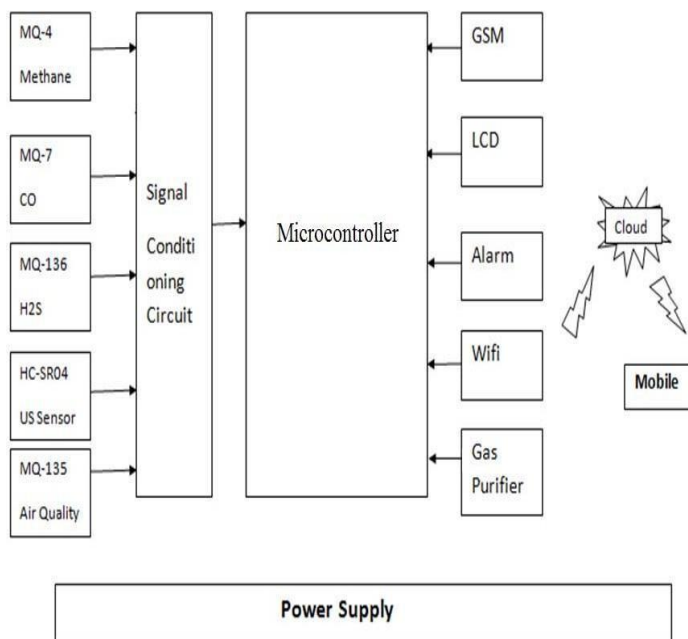 MQ-4
Methane
MQ-7
CO
MQ-136
H2S
HC-SR04
US Sensor
MQ-135
Air Quality
Signal
Conditi
oning
Circuit
Microcontroller
GSM
LCD
Alarm
Wifi
Gas
Purifier
Cloud
Mobile
Power Supply